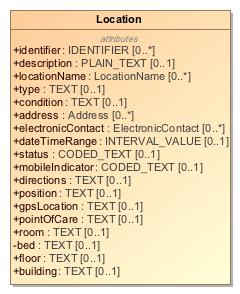 Location
attributes
+identifier : IDENTIFIER [0..*]
+description : PLAIN_TEXT [0..1]
+locationName : LocationName [0..*]
+type : TEXT [0..1]
+condition : TEXT [0..1]
+address : Address [0..*]
+electronicContact : ElectronicContact [0..*]
+dateTimeRange : INTERVAL_VALUE [0..1]
+status : CODED_TEXT [0..1]
+mobileIndicator : CODED_TEXT [0..1]
+directions : TEXT [0..1]
+position : TEXT [0..1]
+gpsLocation : TEXT [0..1]
+pointOfCare : TEXT [0..1]
+room : TEXT [0..1]
-bed : TEXT [0..1]
+floor : TEXT [0..1]
+building : TEXT [0..1]